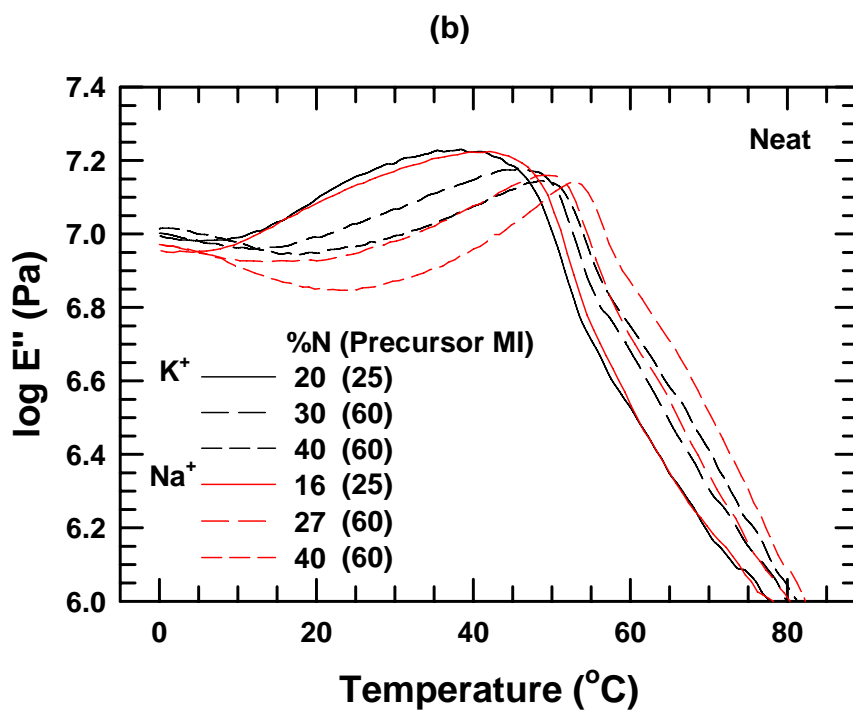 (b)
7.4
Neat
7.2
7.0
6.8
6.6
6.4
6.2
6.0
log E'' (Pa)
%N (Precursor MI)
K⁺
20 (25)
30 (60)
40 (60)
Na⁺
16 (25)
27 (60)
40 (60)
0 20 40 60 80
Temperature (°C)